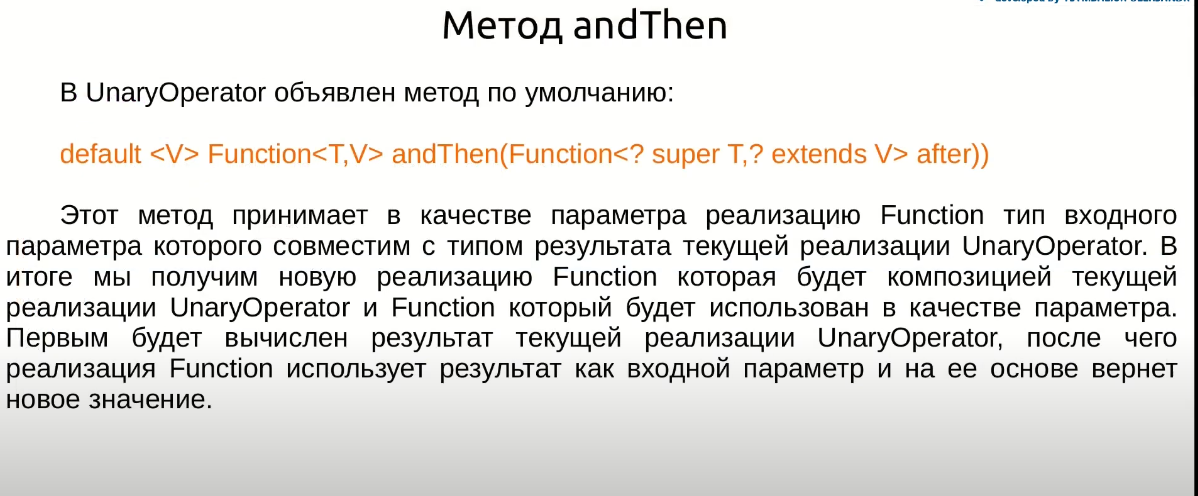 Метод andThen
В UnaryOperator объявлен метод по умолчанию:
default <V> Function<T,V> andThen(Function<? super T,? extends V> after))
Этот метод принимает в качестве параметра реализацию Function тип входного
параметра которого совместим с типом результата текущей реализации UnaryOperator. В
итоге мы получим новую реализацию Function которая будет композицией текущей
реализации UnaryOperator и Function который будет использован в качестве параметра.
Первым будет вычислен результат текущей реализации UnaryOperator, после чего
реализация Function использует результат как входной параметр и на ее основе вернет
новое значение.